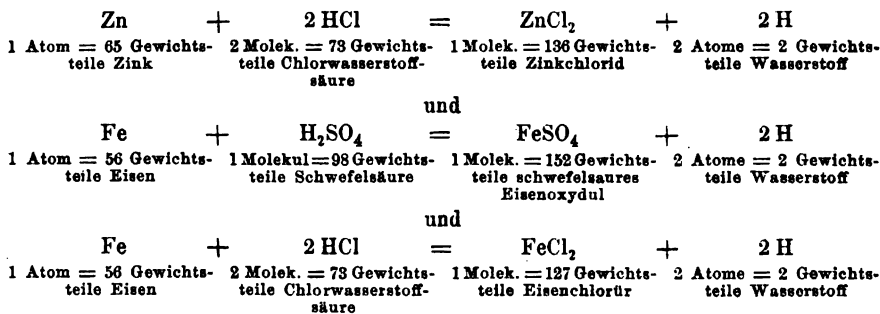 Zn + 2 HCl = ZnCl₂ + 2 H
1 Atom = 65 Gewichts- 2 Molek. = 73 Gewichts- 1 Molek. = 136 Gewichts- 2 Atome = 2 Gewichts-
teile Zink teile Chlorwasserstoff- teile Zinkchlorid teile Wasserstoff
säure
und
Fe + H₂SO₄ = FeSO₄ + 2 H
1 Atom = 56 Gewichts- 1 Molekul = 98 Gewichts- 1 Molek. = 152 Gewichts- 2 Atome = 2 Gewichts-
teile Eisen teile Schwefelsäure teile schwefelsaures teile Wasserstoff
Eisenoxydul
und
Fe + 2 HCl = FeCl₂ + 2 H
1 Atom = 56 Gewichts- 2 Molek. = 73 Gewichts- 1 Molek. = 127 Gewichts- 2 Atome = 2 Gewichts-
teile Eisen teile Chlorwasserstoff- teile Eisenchlorür teile Wasserstoff
säure